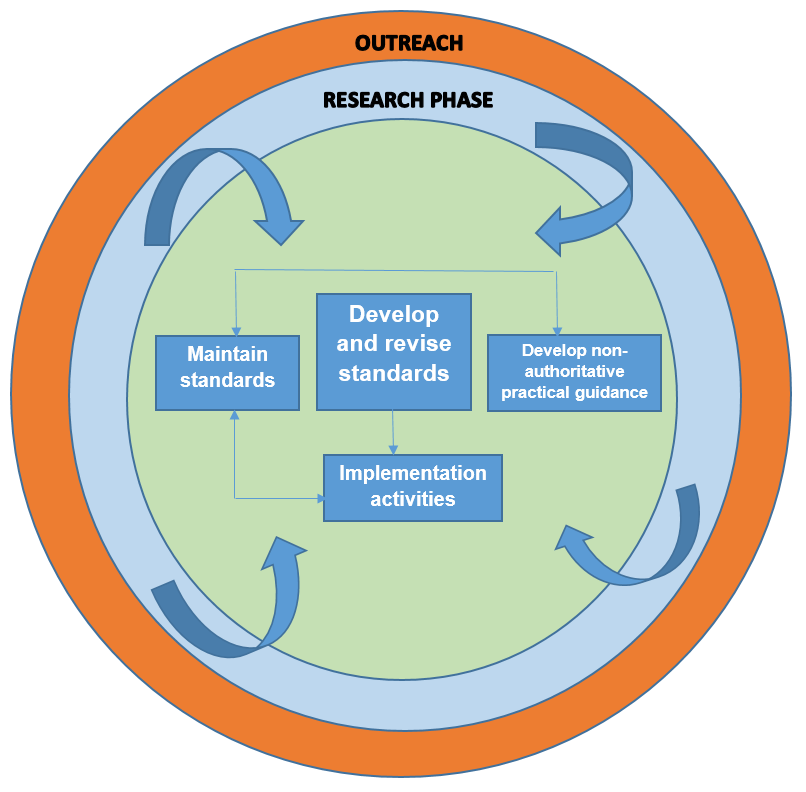 OUTREACH
RESEARCH PHASE
Develop
and revise
standards
Maintain
standards
Develop non-
authoritative
practical guidance
Implementation
activities